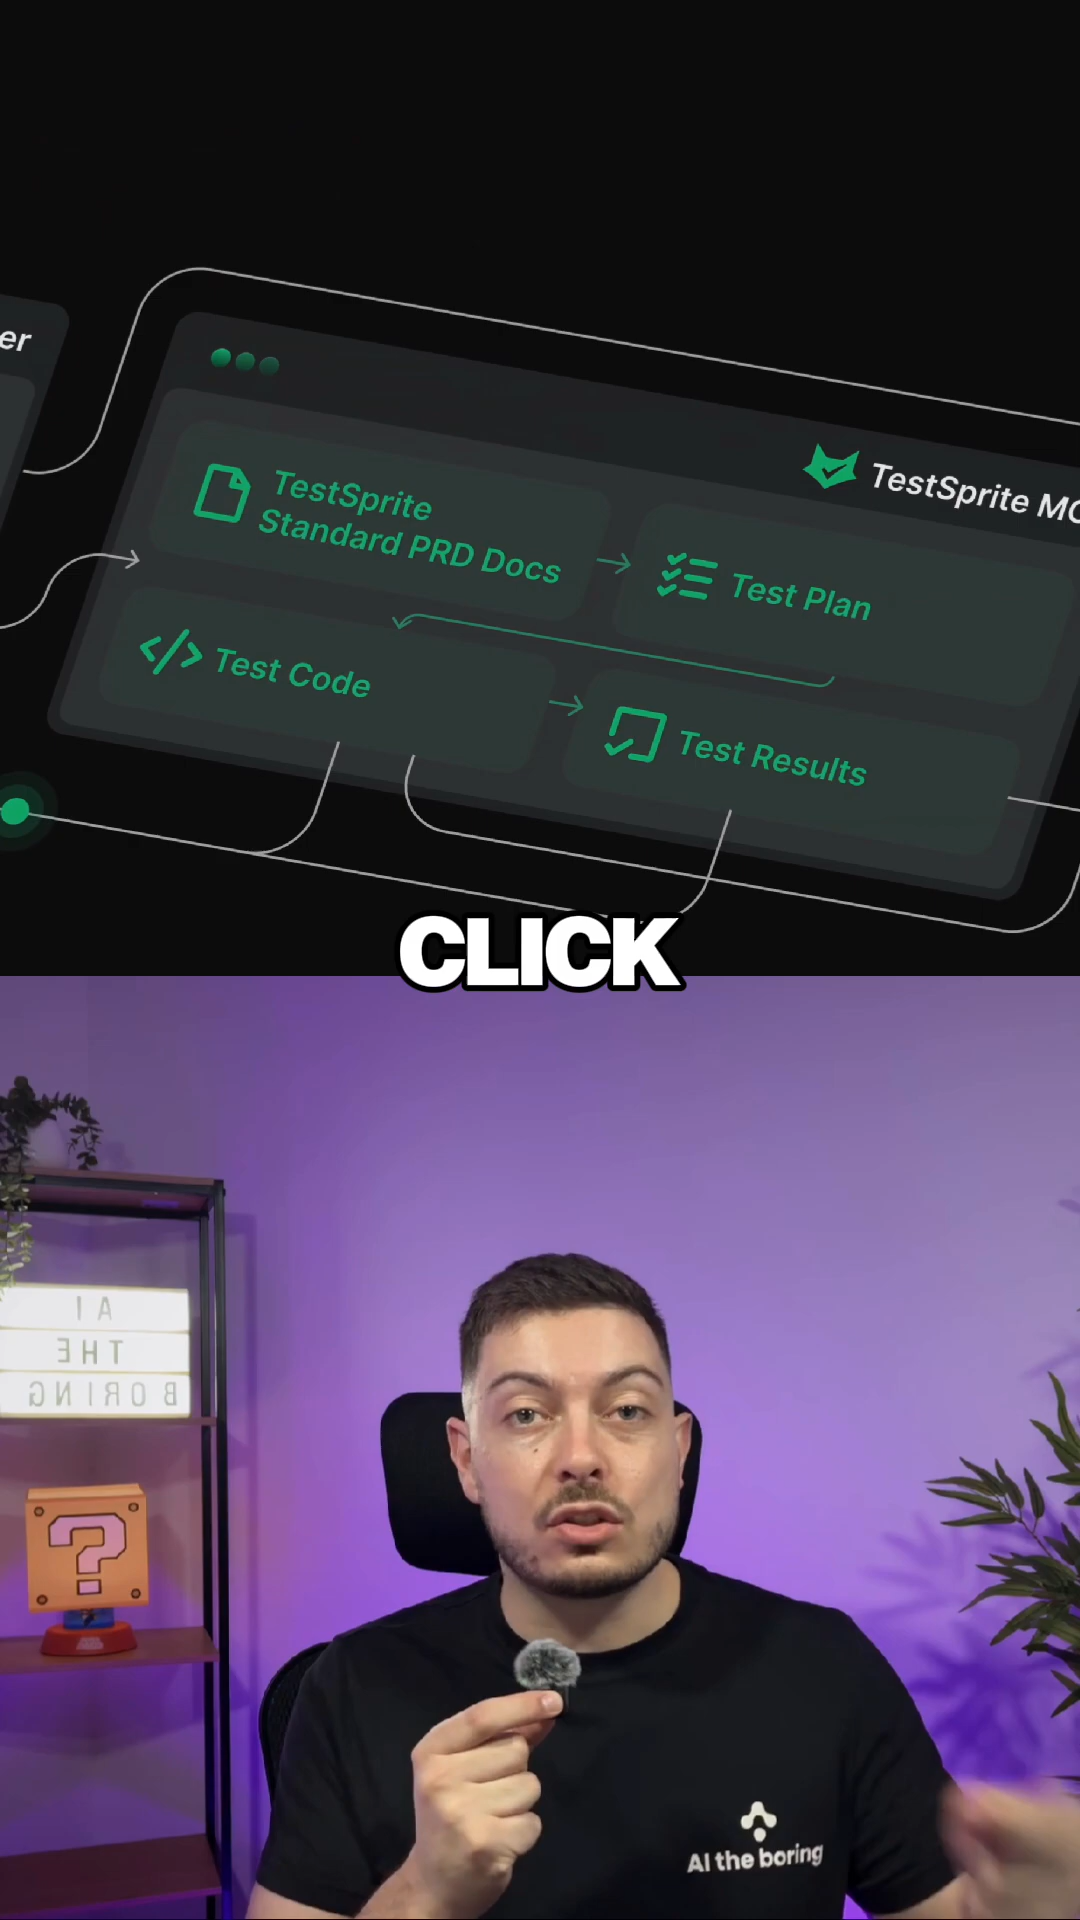 er
TestSprite MC
TestSprite
Standard PRD Docs
Test Plan
Test Code
Test Results
CLICK
AI
THE
BORING
?
AI the boring